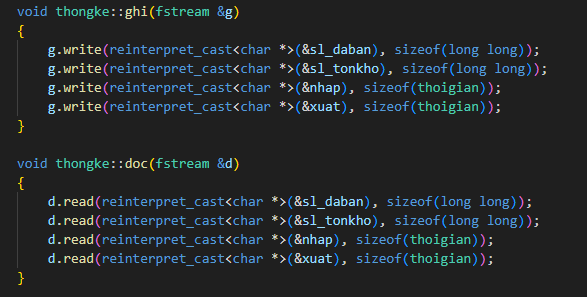 void thongke::ghi(fstream &g)
{
    g.write(reinterpret_cast<char *>(&sl_daban), sizeof(long long));
    g.write(reinterpret_cast<char *>(&sl_tonkho), sizeof(long long));
    g.write(reinterpret_cast<char *>(&nhap), sizeof(thoigian));
    g.write(reinterpret_cast<char *>(&xuat), sizeof(thoigian));
}

void thongke::doc(fstream &d)
{
    d.read(reinterpret_cast<char *>(&sl_daban), sizeof(long long));
    d.read(reinterpret_cast<char *>(&sl_tonkho), sizeof(long long));
    d.read(reinterpret_cast<char *>(&nhap), sizeof(thoigian));
    d.read(reinterpret_cast<char *>(&xuat), sizeof(thoigian));
}